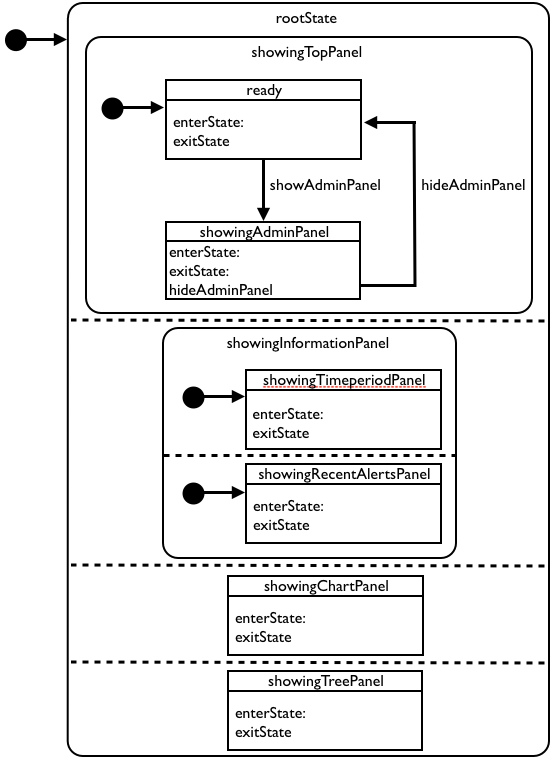 rootState
showingTopPanel
ready
enterState:
exitState
showAdminPanel
hideAdminPanel
showingAdminPanel
enterState:
exitState:
hideAdminPanel
showingInformationPanel
showingTimeperiodPanel
enterState:
exitState
showingRecentAlertsPanel
enterState:
exitState
showingChartPanel
enterState:
exitState
showingTreePanel
enterState:
exitState